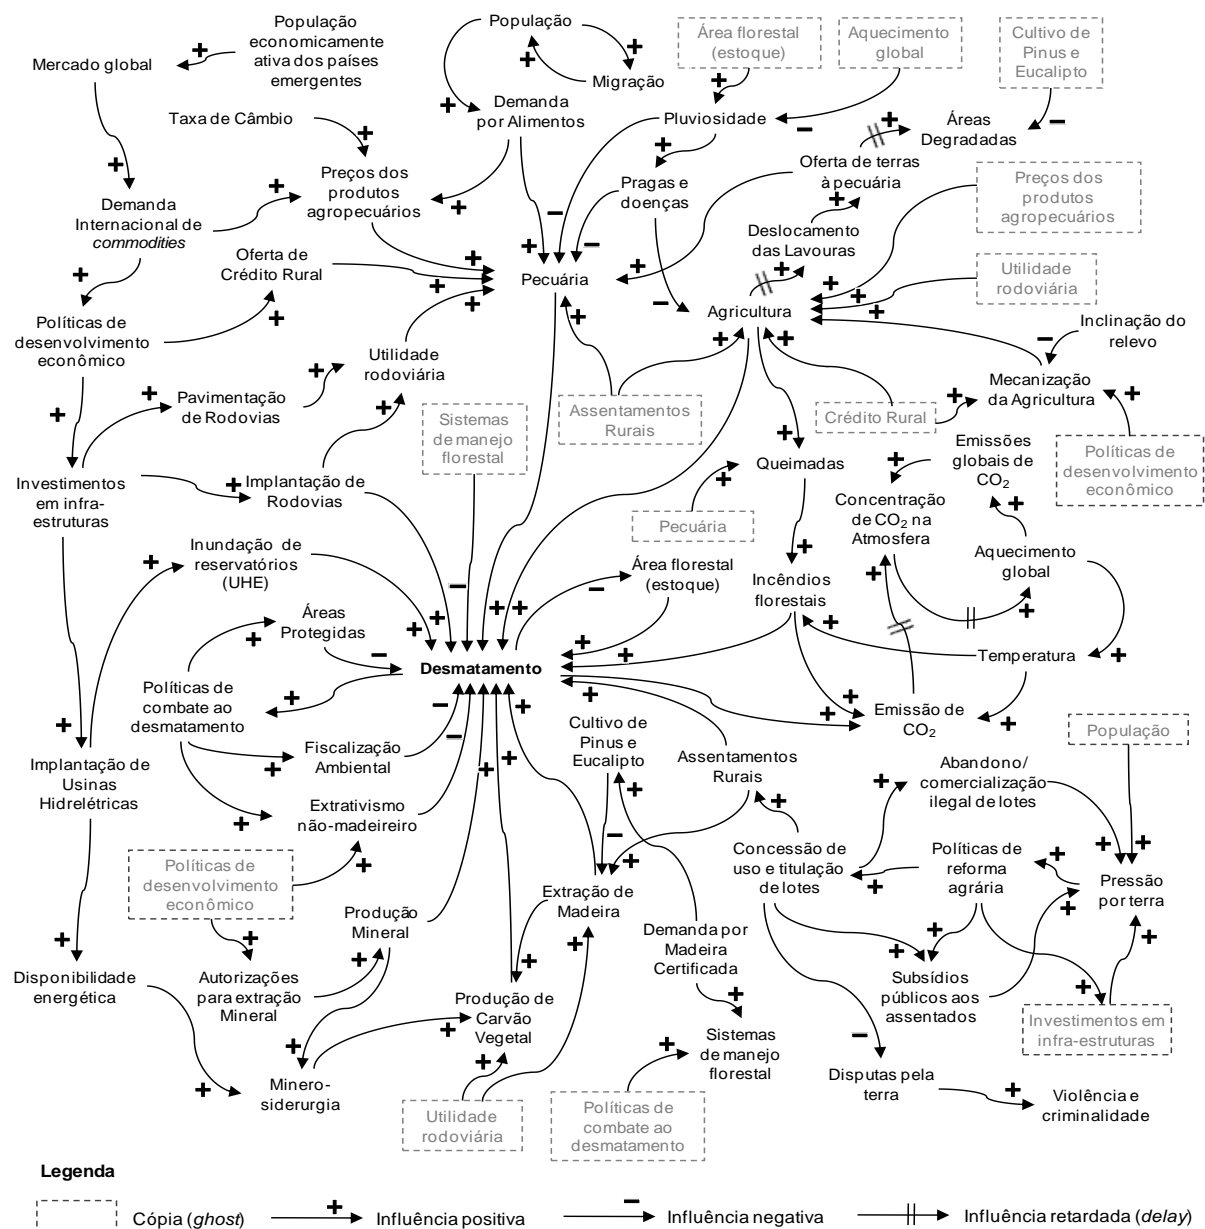 População
economicamente
ativa dos países
emergentes
Mercado global
População
Migração
Área florestal
(estoque)
Aquecimento
global
Cultivo de
Pinus e
Eucalipto
Taxa de Câmbio
Demanda
por Alimentos
Pluviosidade
Áreas
Degradadas
Preços dos
produtos
agropecuários
Pragas e
doenças
Oferta de terras
à pecuária
Preços dos
produtos
agropecuários
Demanda
Internacional de
commodities
Oferta de
Crédito Rural
Pecuária
Deslocamento
das Lavouras
Utilidade
rodoviária
Políticas de
desenvolvimento
econômico
Agricultura
Inclinação do
relevo
Utilidade
rodoviária
Mecanização
da Agricultura
Pavimentação
de Rodovias
Sistemas
de manejo
florestal
Assentamentos
Rurais
Crédito Rural
Emissões
globais de
CO2
Políticas de
desenvolvimento
econômico
Investimentos
em infra-
estruturas
Implantação de
Rodovias
Queimadas
Concentração
de CO2 na
Atmosfera
Pecuária
Inundação de
reservatórios
(UHE)
Área florestal
(estoque)
Incêndios
florestais
Aquecimento
global
Áreas
Protegidas
Desmatamento
Temperatura
Políticas de
combate ao
desmatamento
Emissão de
CO2
Cultivo de
Pinus e
Eucalipto
População
Fiscalização
Ambiental
Assentamentos
Rurais
Abandono/
comercialização
ilegal de lotes
Implantação de
Usinas
Hidrelétricas
Extrativismo
não-madeireiro
Concessão de
uso e titulação
de lotes
Políticas de
reforma
agrária
Pressão
por terra
Políticas de
desenvolvimento
econômico
Produção
Mineral
Extração de
Madeira
Demanda por
Madeira
Certificada
Disponibilidade
energética
Autorizações
para extração
Mineral
Produção de
Carvão
Vegetal
Subsídios
públicos aos
assentados
Investimentos em
infra-estruturas
Sistemas
de manejo
florestal
Minero-
siderurgia
Utilidade
rodoviária
Políticas de
combate ao
desmatamento
Disputas pela
terra
Violência e
criminalidade
Legenda
Cópia (ghost)
Influência positiva
Influência negativa
Influência retardada (delay)